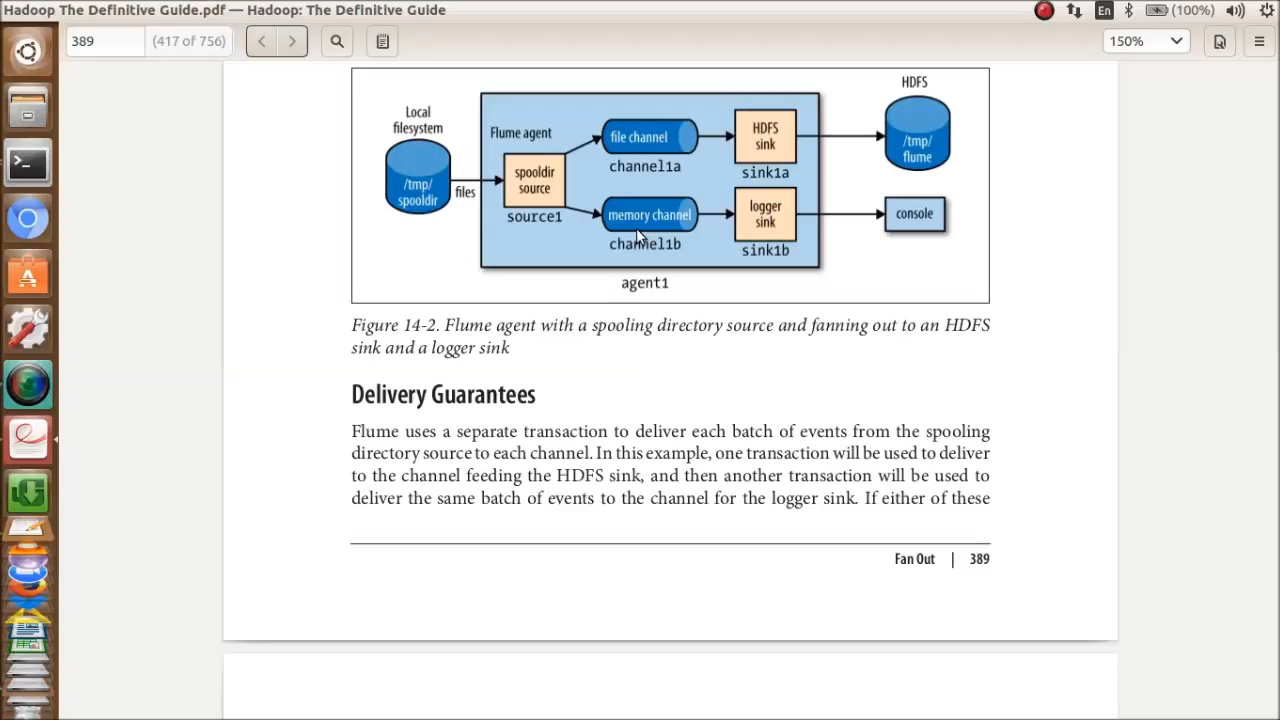 Hadoop The Definitive Guide.pdf — Hadoop: The Definitive Guide
En
(100%)
389
(417 of 756)
150%
Local
filesystem
/tmp/
spooldir
files
Flume agent
spooldir
source
source1
file channel
channel1a
memory channel
channel1b
HDFS
sink
sink1a
logger
sink
sink1b
HDFS
/tmp/
flume
console
agent1
Figure 14-2. Flume agent with a spooling directory source and fanning out to an HDFS
sink and a logger sink
Delivery Guarantees
Flume uses a separate transaction to deliver each batch of events from the spooling
directory source to each channel. In this example, one transaction will be used to deliver
to the channel feeding the HDFS sink, and then another transaction will be used to
deliver the same batch of events to the channel for the logger sink. If either of these
Fan Out | 389